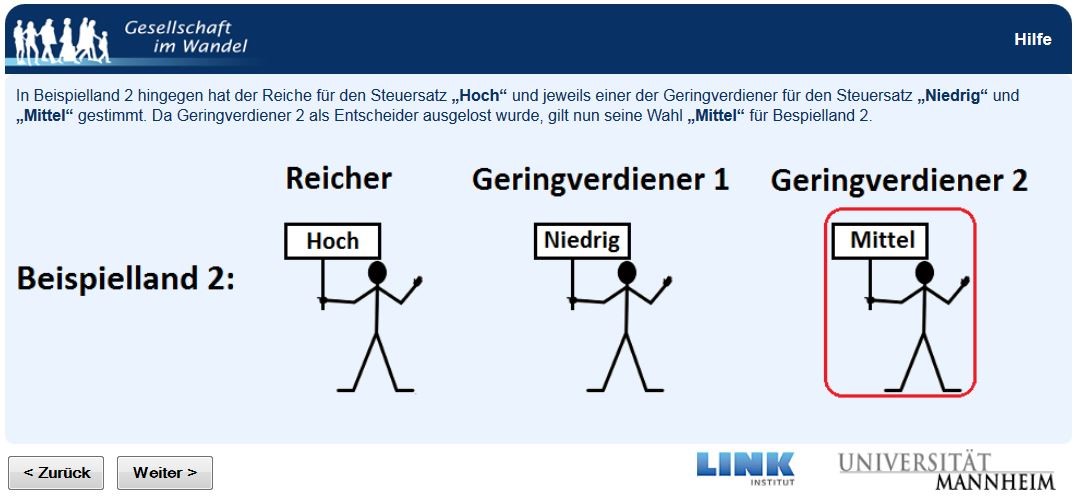 Gesellschaft
im Wandel
Hilfe
In Beispielland 2 hingegen hat der Reiche für den Steuersatz „Hoch“ und jeweils einer der Geringverdiener für den Steuersatz „Niedrig“ und
„Mittel“ gestimmt. Da Geringverdiener 2 als Entscheider ausgelost wurde, gilt nun seine Wahl „Mittel“ für Bespielland 2.
Reicher Geringverdiener 1 Geringverdiener 2
Hoch Niedrig Mittel
Beispielland 2:
< Zurück Weiter >
LINK
INSTITUT
UNIVERSITÄT
MANNHEIM